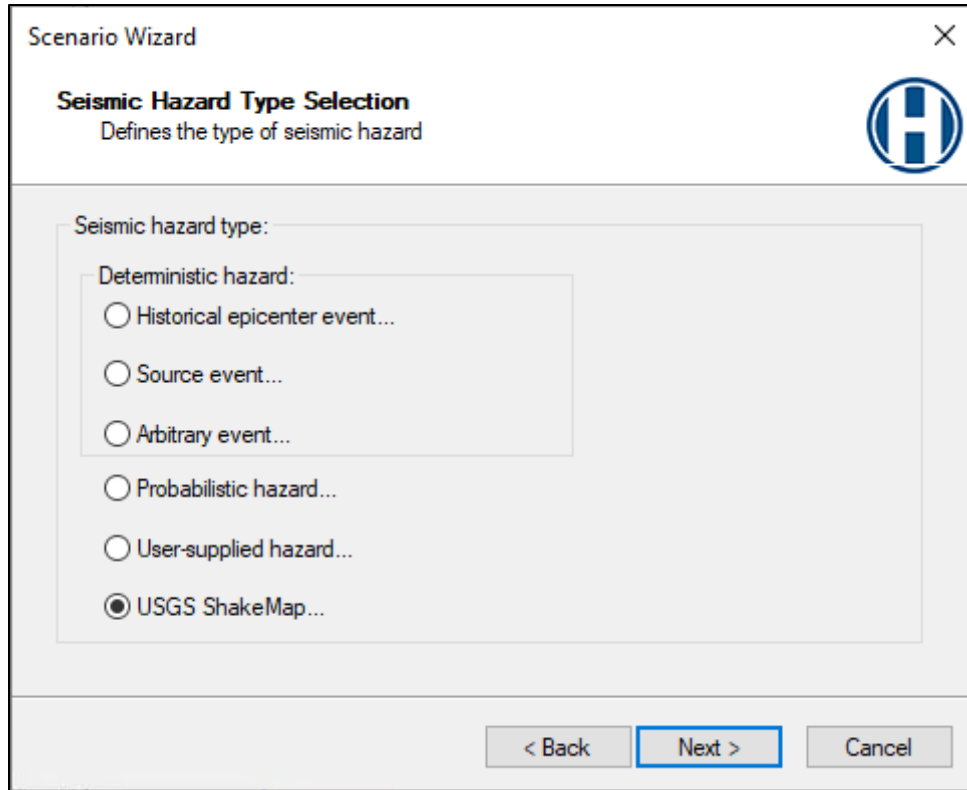 Scenario Wizard
Seismic Hazard Type Selection
Defines the type of seismic hazard
H
Seismic hazard type:
Deterministic hazard:
Historical epicenter event...
Source event...
Arbitrary event...
Probabilistic hazard...
User-supplied hazard...
USGS ShakeMap...
< Back
Next >
Cancel